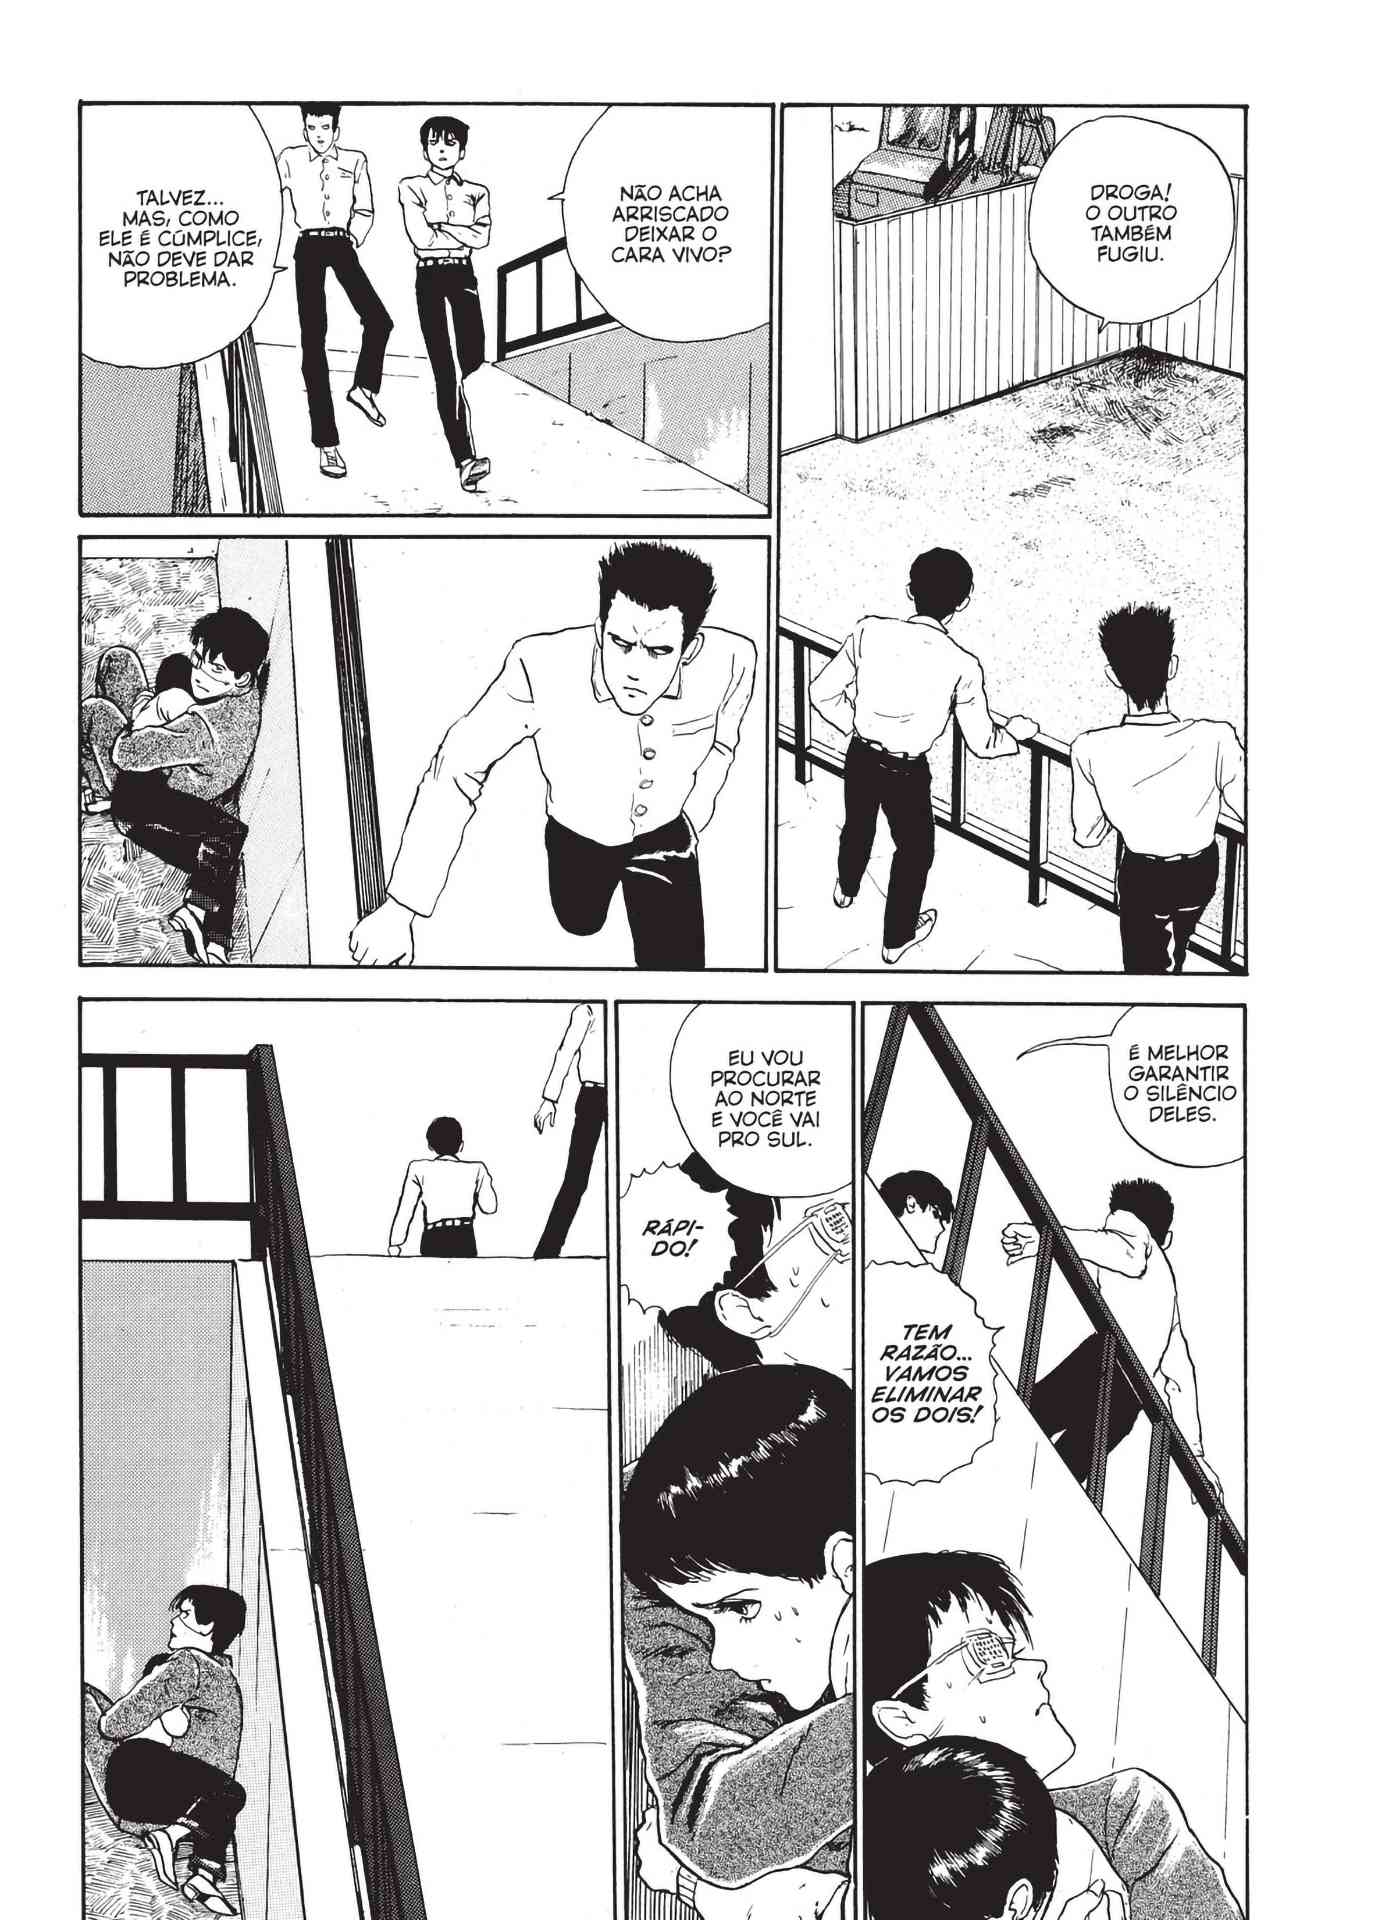 DROGA!
O OUTRO
TAMBÉM
FUGIU.
NÃO ACHA
ARRISCADO
DEIXAR O
CARA VIVO?
TALVEZ...
MAS, COMO
ELE É CÚMPLICE,
NÃO DEVE DAR
PROBLEMA.
É MELHOR
GARANTIR
O SILÊNCIO
DELES.
TEM
RAZÃO...
VAMOS
ELIMINAR
OS DOIS!
EU VOU
PROCURAR
AO NORTE
E VOCÊ VAI
PRO SUL.
RÁPI-
DO!